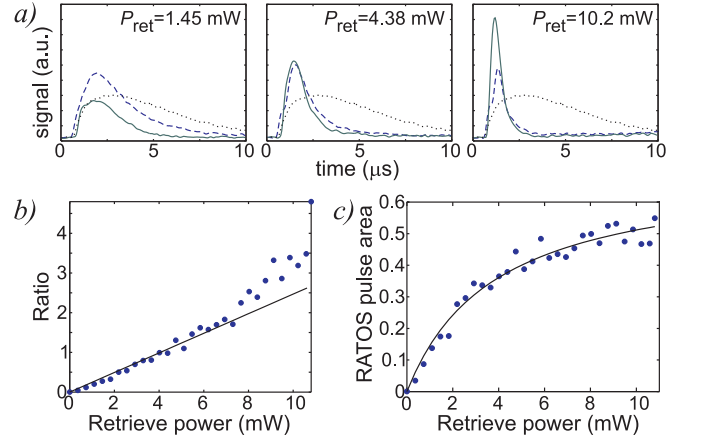 a)
P_ret=1.45 mW
P_ret=4.38 mW
P_ret=10.2 mW
signal (a.u.)
0 5 10 0 5 10 0 5 10
time (μs)
b)
Ratio
4
3
2
1
0
0 2 4 6 8 10
Retrieve power (mW)
c)
RATOS pulse area
0.6
0.5
0.4
0.3
0.2
0.1
0
0 2 4 6 8 10
Retrieve power (mW)